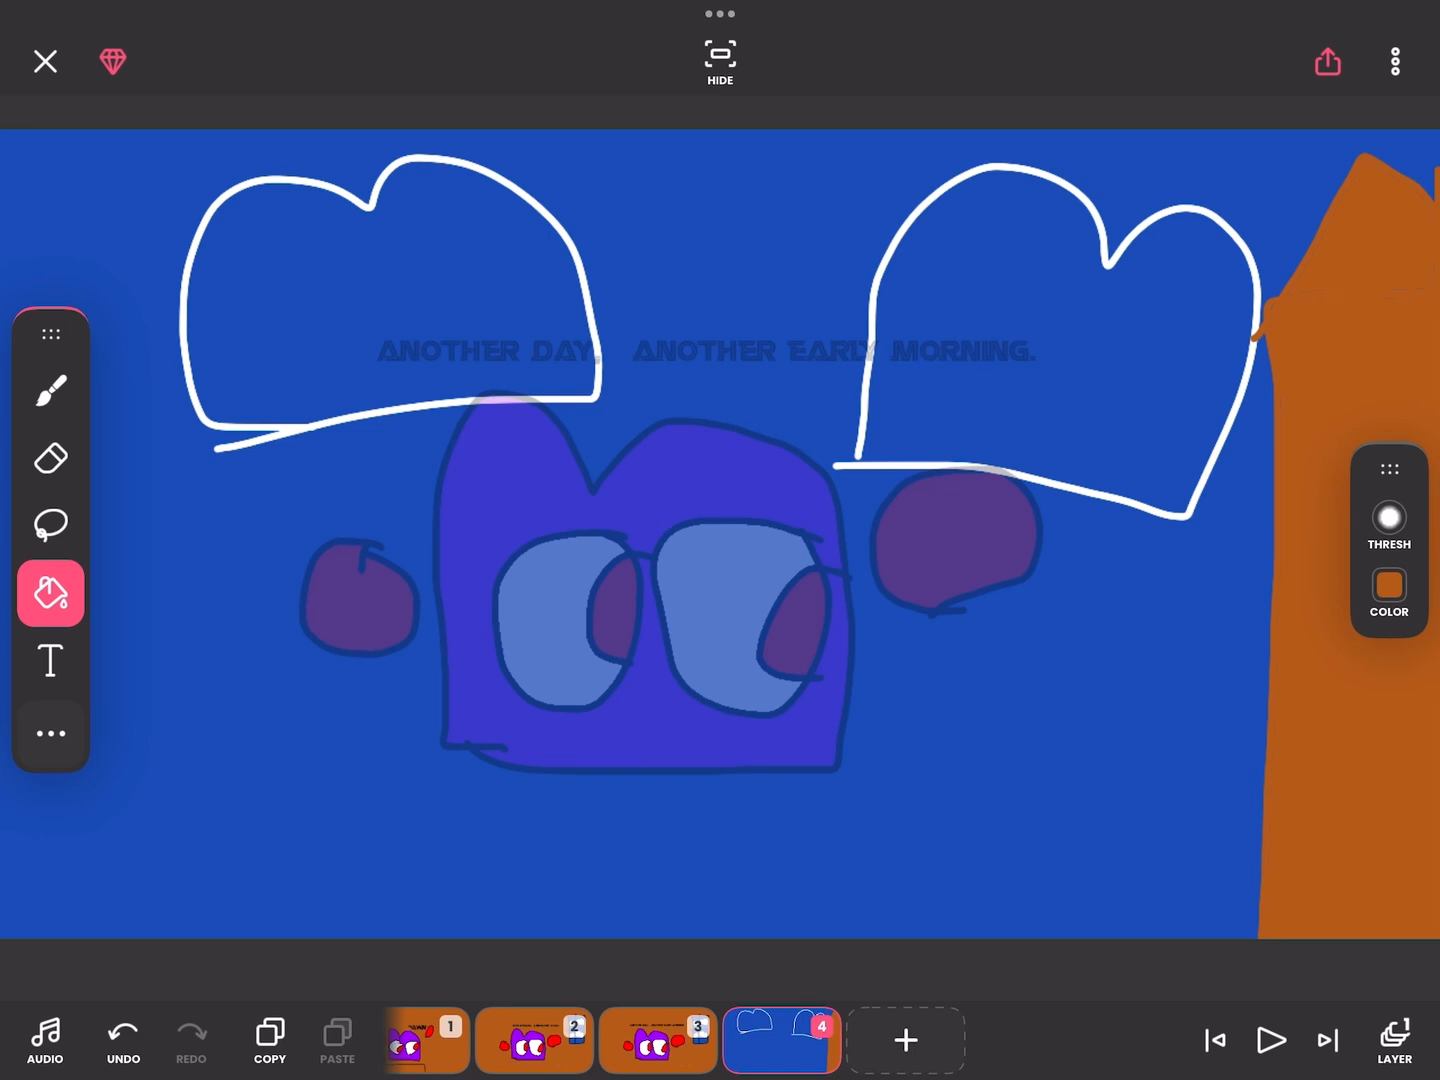 HIDE
ANOTHER DAY, ANOTHER EARLY MORNING.
THRESH
COLOR
T
1
2
3
4
AUDIO
UNDO
REDO
COPY
PASTE
LAYER